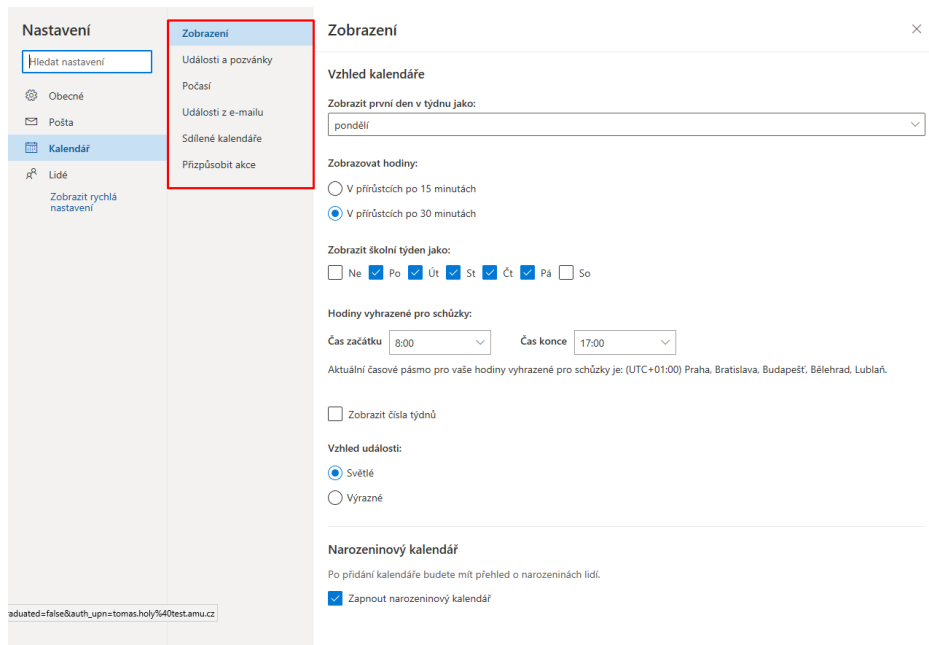 Nastavení
Hledat nastavení
Obecné
Pošta
Kalendář
Lidé
Zobrazit rychlá
nastavení
Zobrazení
Události a pozvánky
Počasí
Události z e-mailu
Sdílené kalendáře
Přizpůsobit akce
Zobrazení
Vzhled kalendáře
Zobrazit první den v týdnu jako:
pondělí
Zobrazovat hodiny:
V přírůstcích po 15 minutách
V přírůstcích po 30 minutách
Zobrazit školní týden jako:
Ne Po Út St Čt Pá So
Hodiny vyhrazené pro schůzky:
Čas začátku 8:00 Čas konce 17:00
Aktuální časové pásmo pro vaše hodiny vyhrazené pro schůzky je: (UTC+01:00) Praha, Bratislava, Budapešť, Bělehrad, Lublaň.
Zobrazit čísla týdnů
Vzhled události:
Světlé
Výrazné
Narozeninový kalendář
Po přidání kalendáře budete mít přehled o narozeninách lidí.
Zapnout narozeninový kalendář
raduated=false&auth_upn=tomas.holy%40test.amu.cz